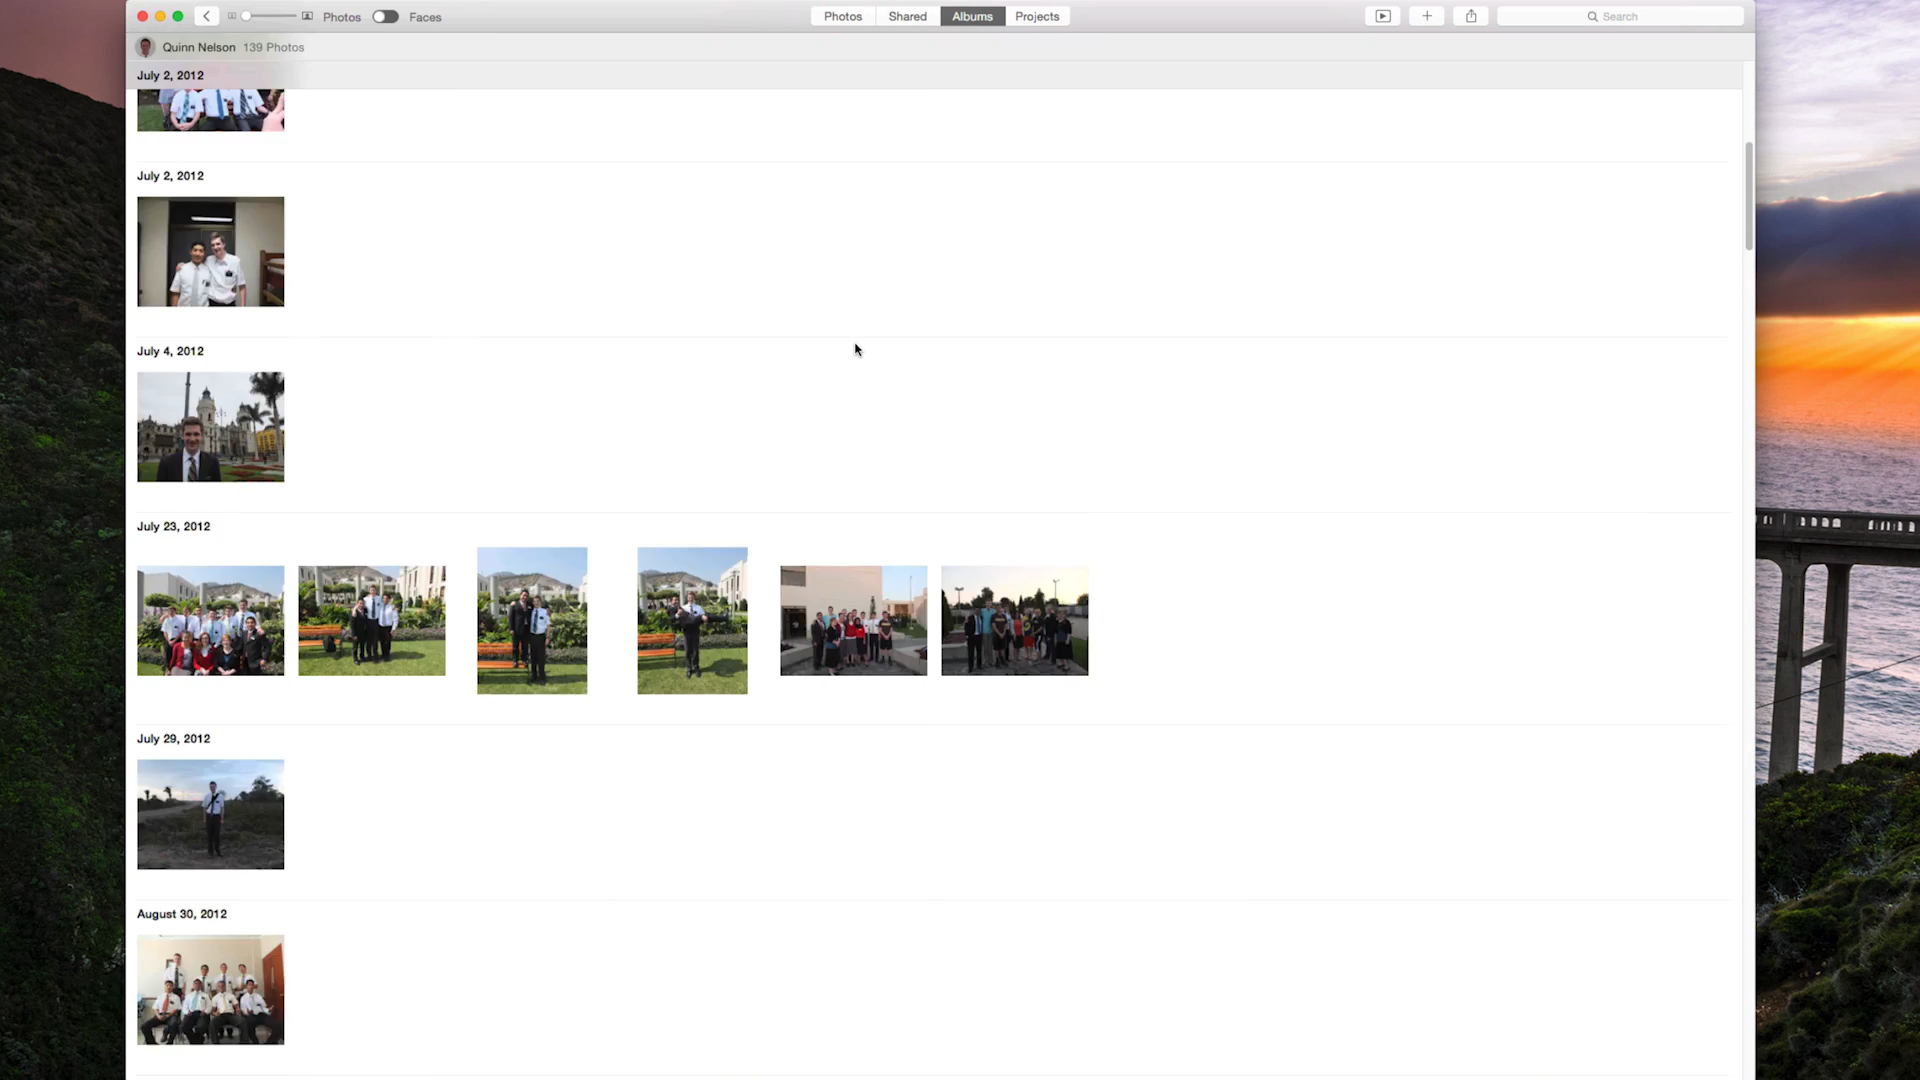 Photos Faces Photos Shared Albums Projects Search
Quinn Nelson 139 Photos
July 2, 2012
July 2, 2012
July 4, 2012
July 23, 2012
July 29, 2012
August 30, 2012